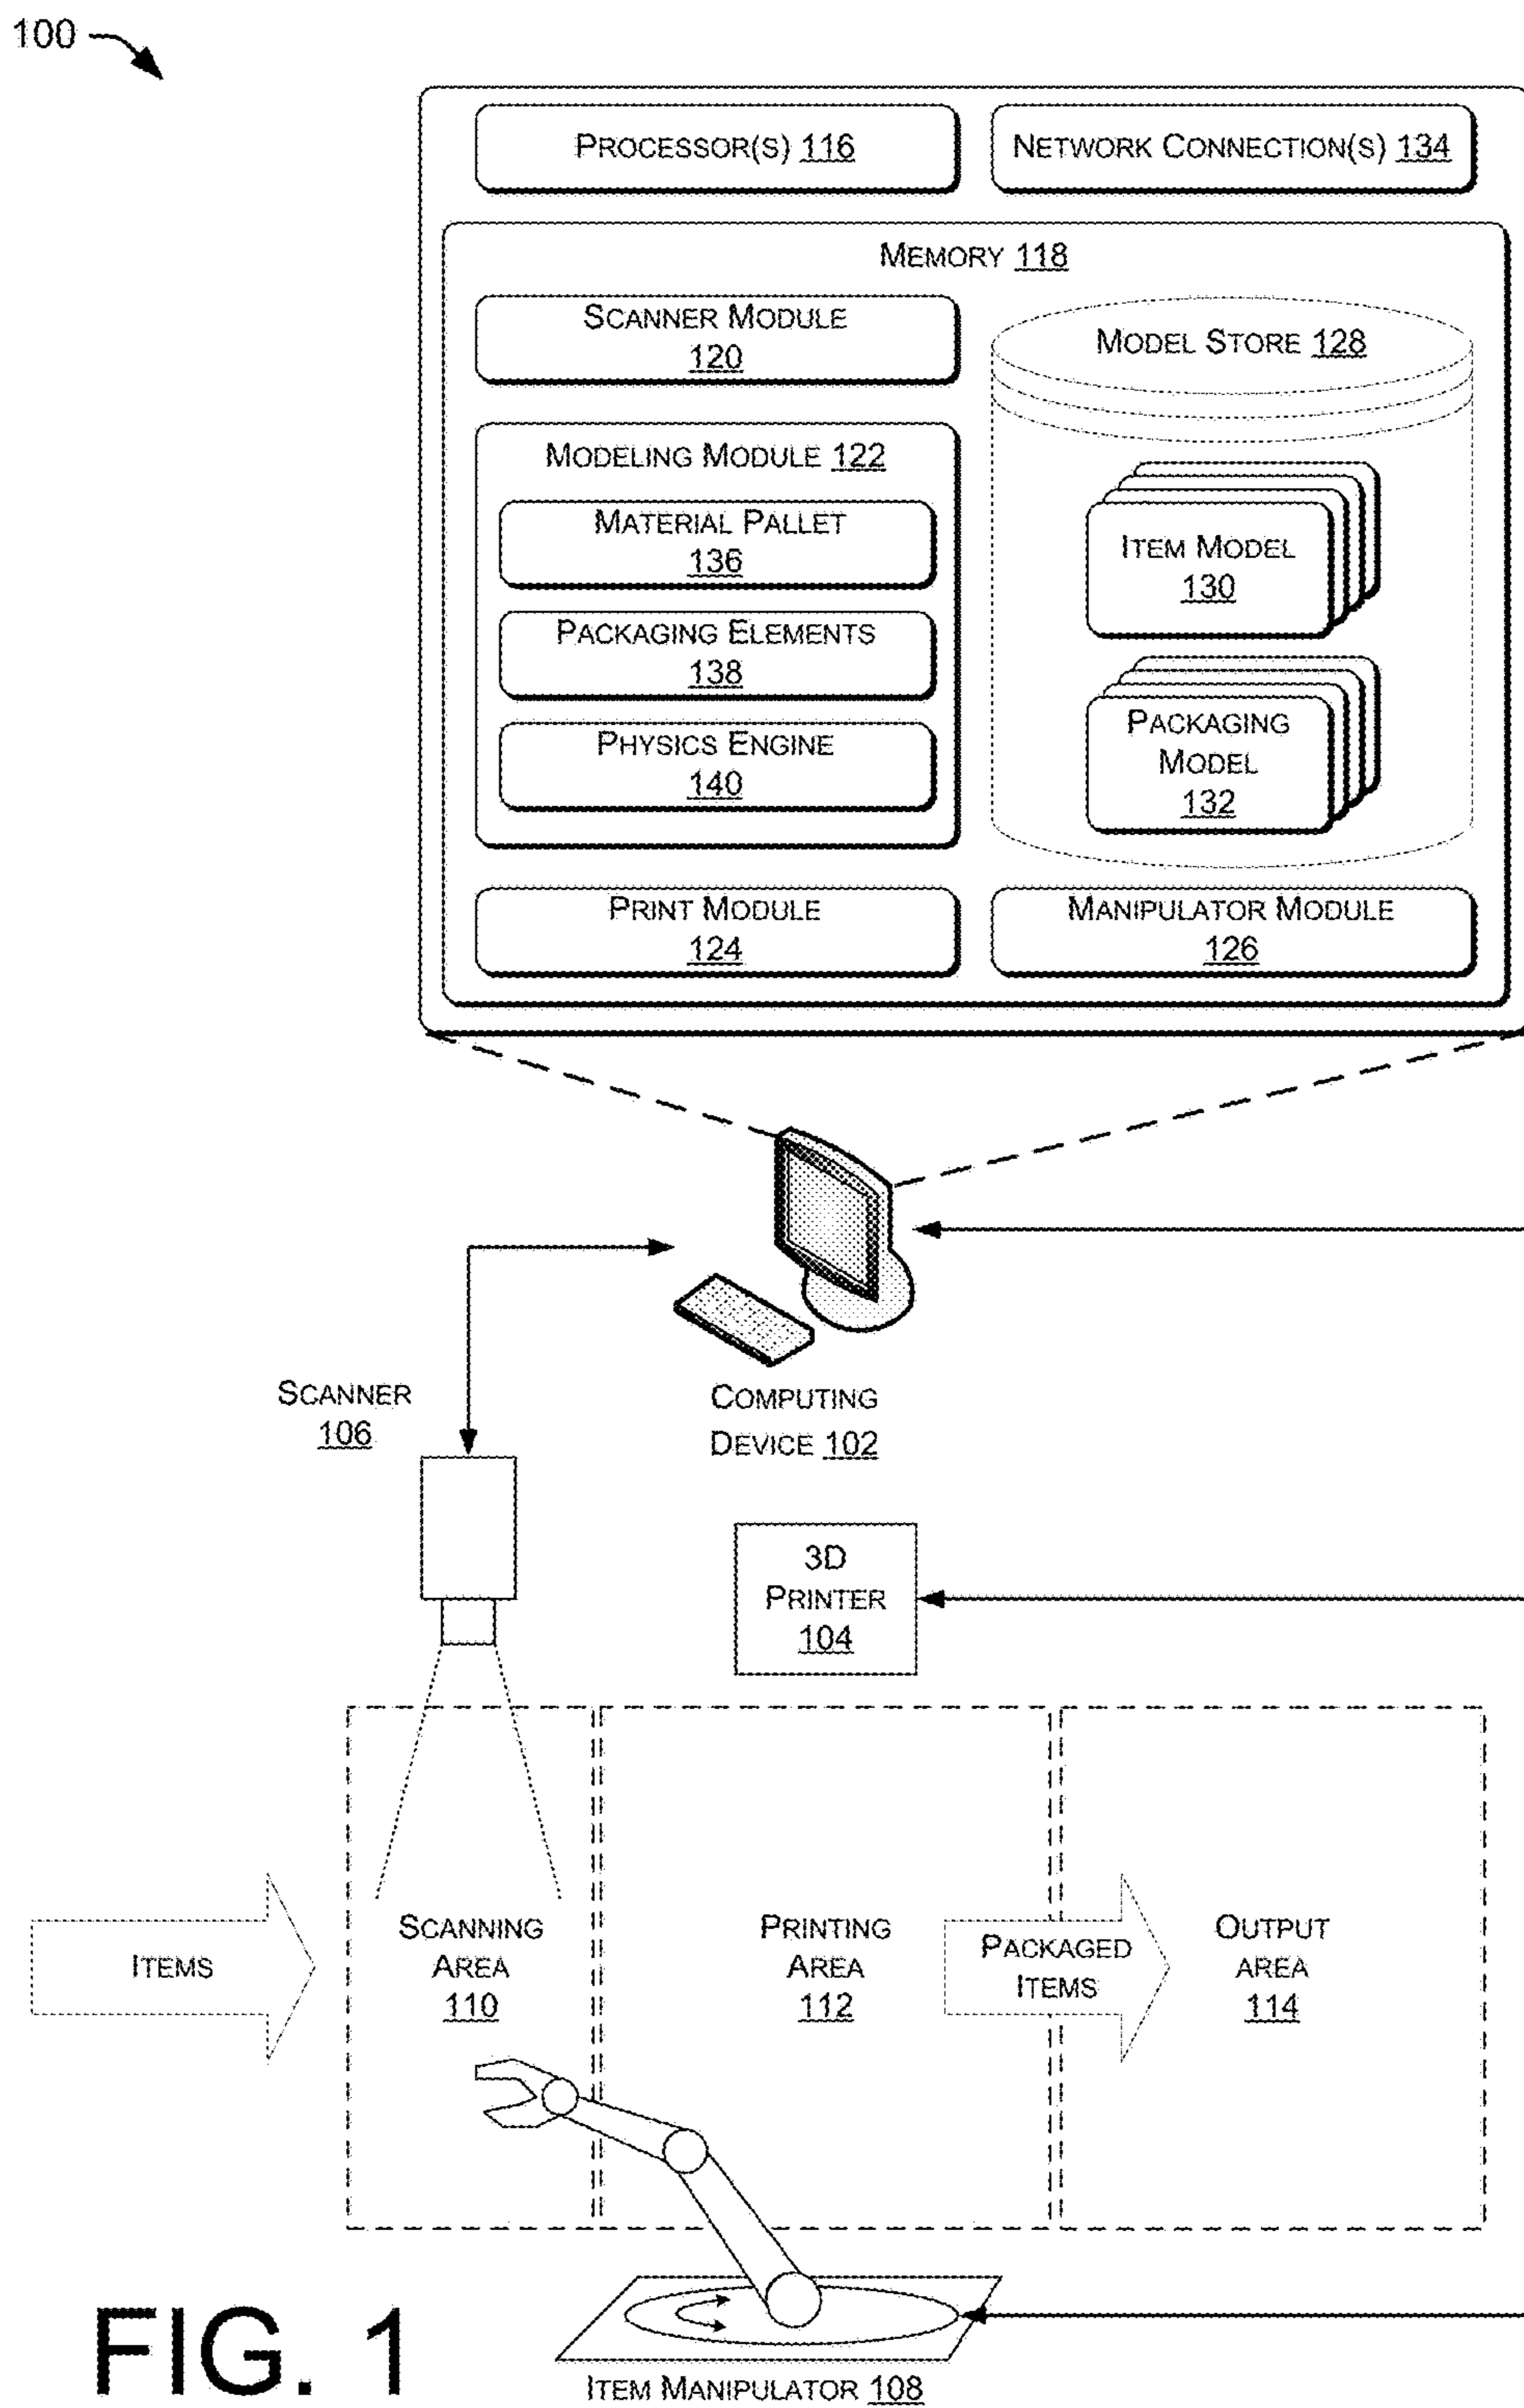 100
PROCESSOR(S) 116
NETWORK CONNECTION(S) 134
MEMORY 118
SCANNER MODULE
120
MODEL STORE 128
MODELING MODULE 122
MATERIAL PALLET
136
PACKAGING ELEMENTS
138
PHYSICS ENGINE
140
ITEM MODEL
130
PACKAGING
MODEL
132
PRINT MODULE
124
MANIPULATOR MODULE
126
SCANNER
106
COMPUTING
DEVICE 102
3D
PRINTER
104
ITEMS
SCANNING
AREA
110
PRINTING
AREA
112
PACKAGED
ITEMS
OUTPUT
AREA
114
FIG. 1
ITEM MANIPULATOR 108